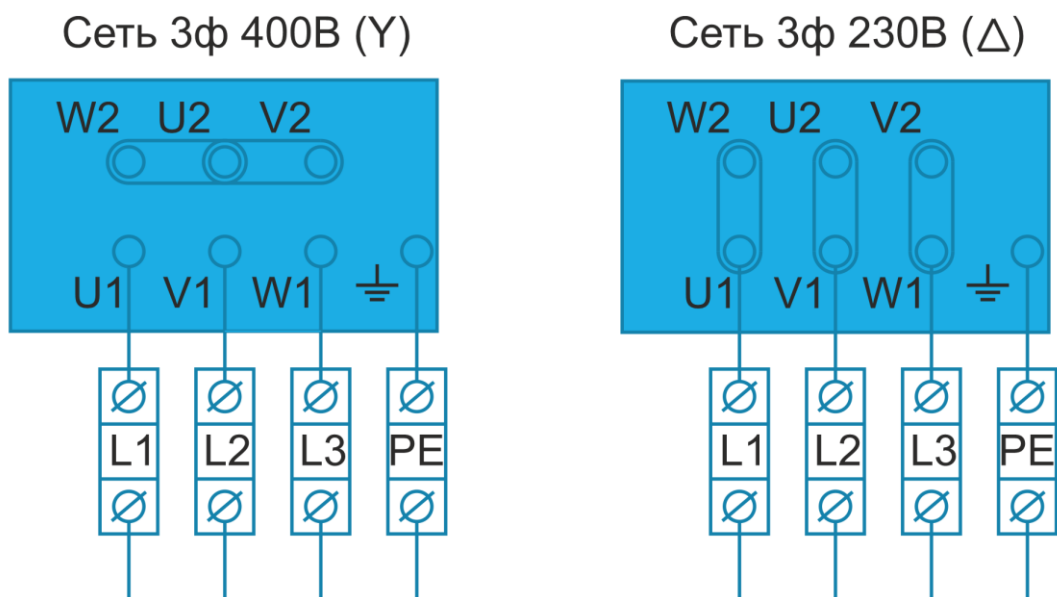 Сеть 3ф 400В (Y)
W2 U2 V2
U1 V1 W1
L1 L2 L3 PE
Сеть 3ф 230В (△)
W2 U2 V2
U1 V1 W1
L1 L2 L3 PE